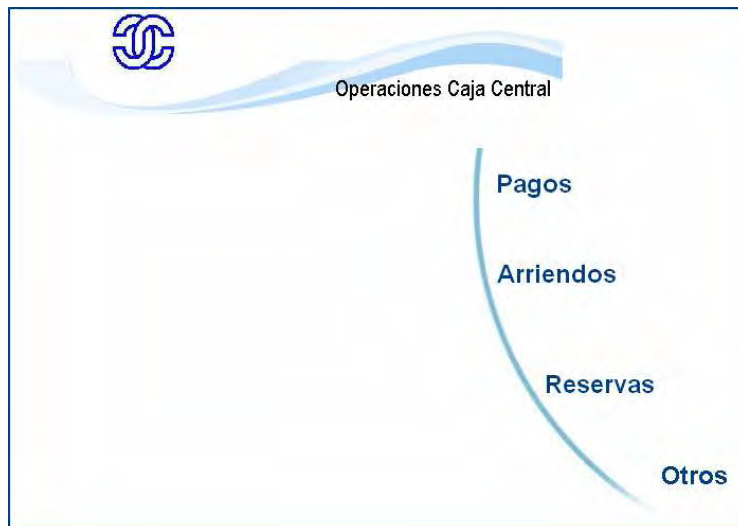 Operaciones Caja Central
Pagos
Arriendos
Reservas
Otros